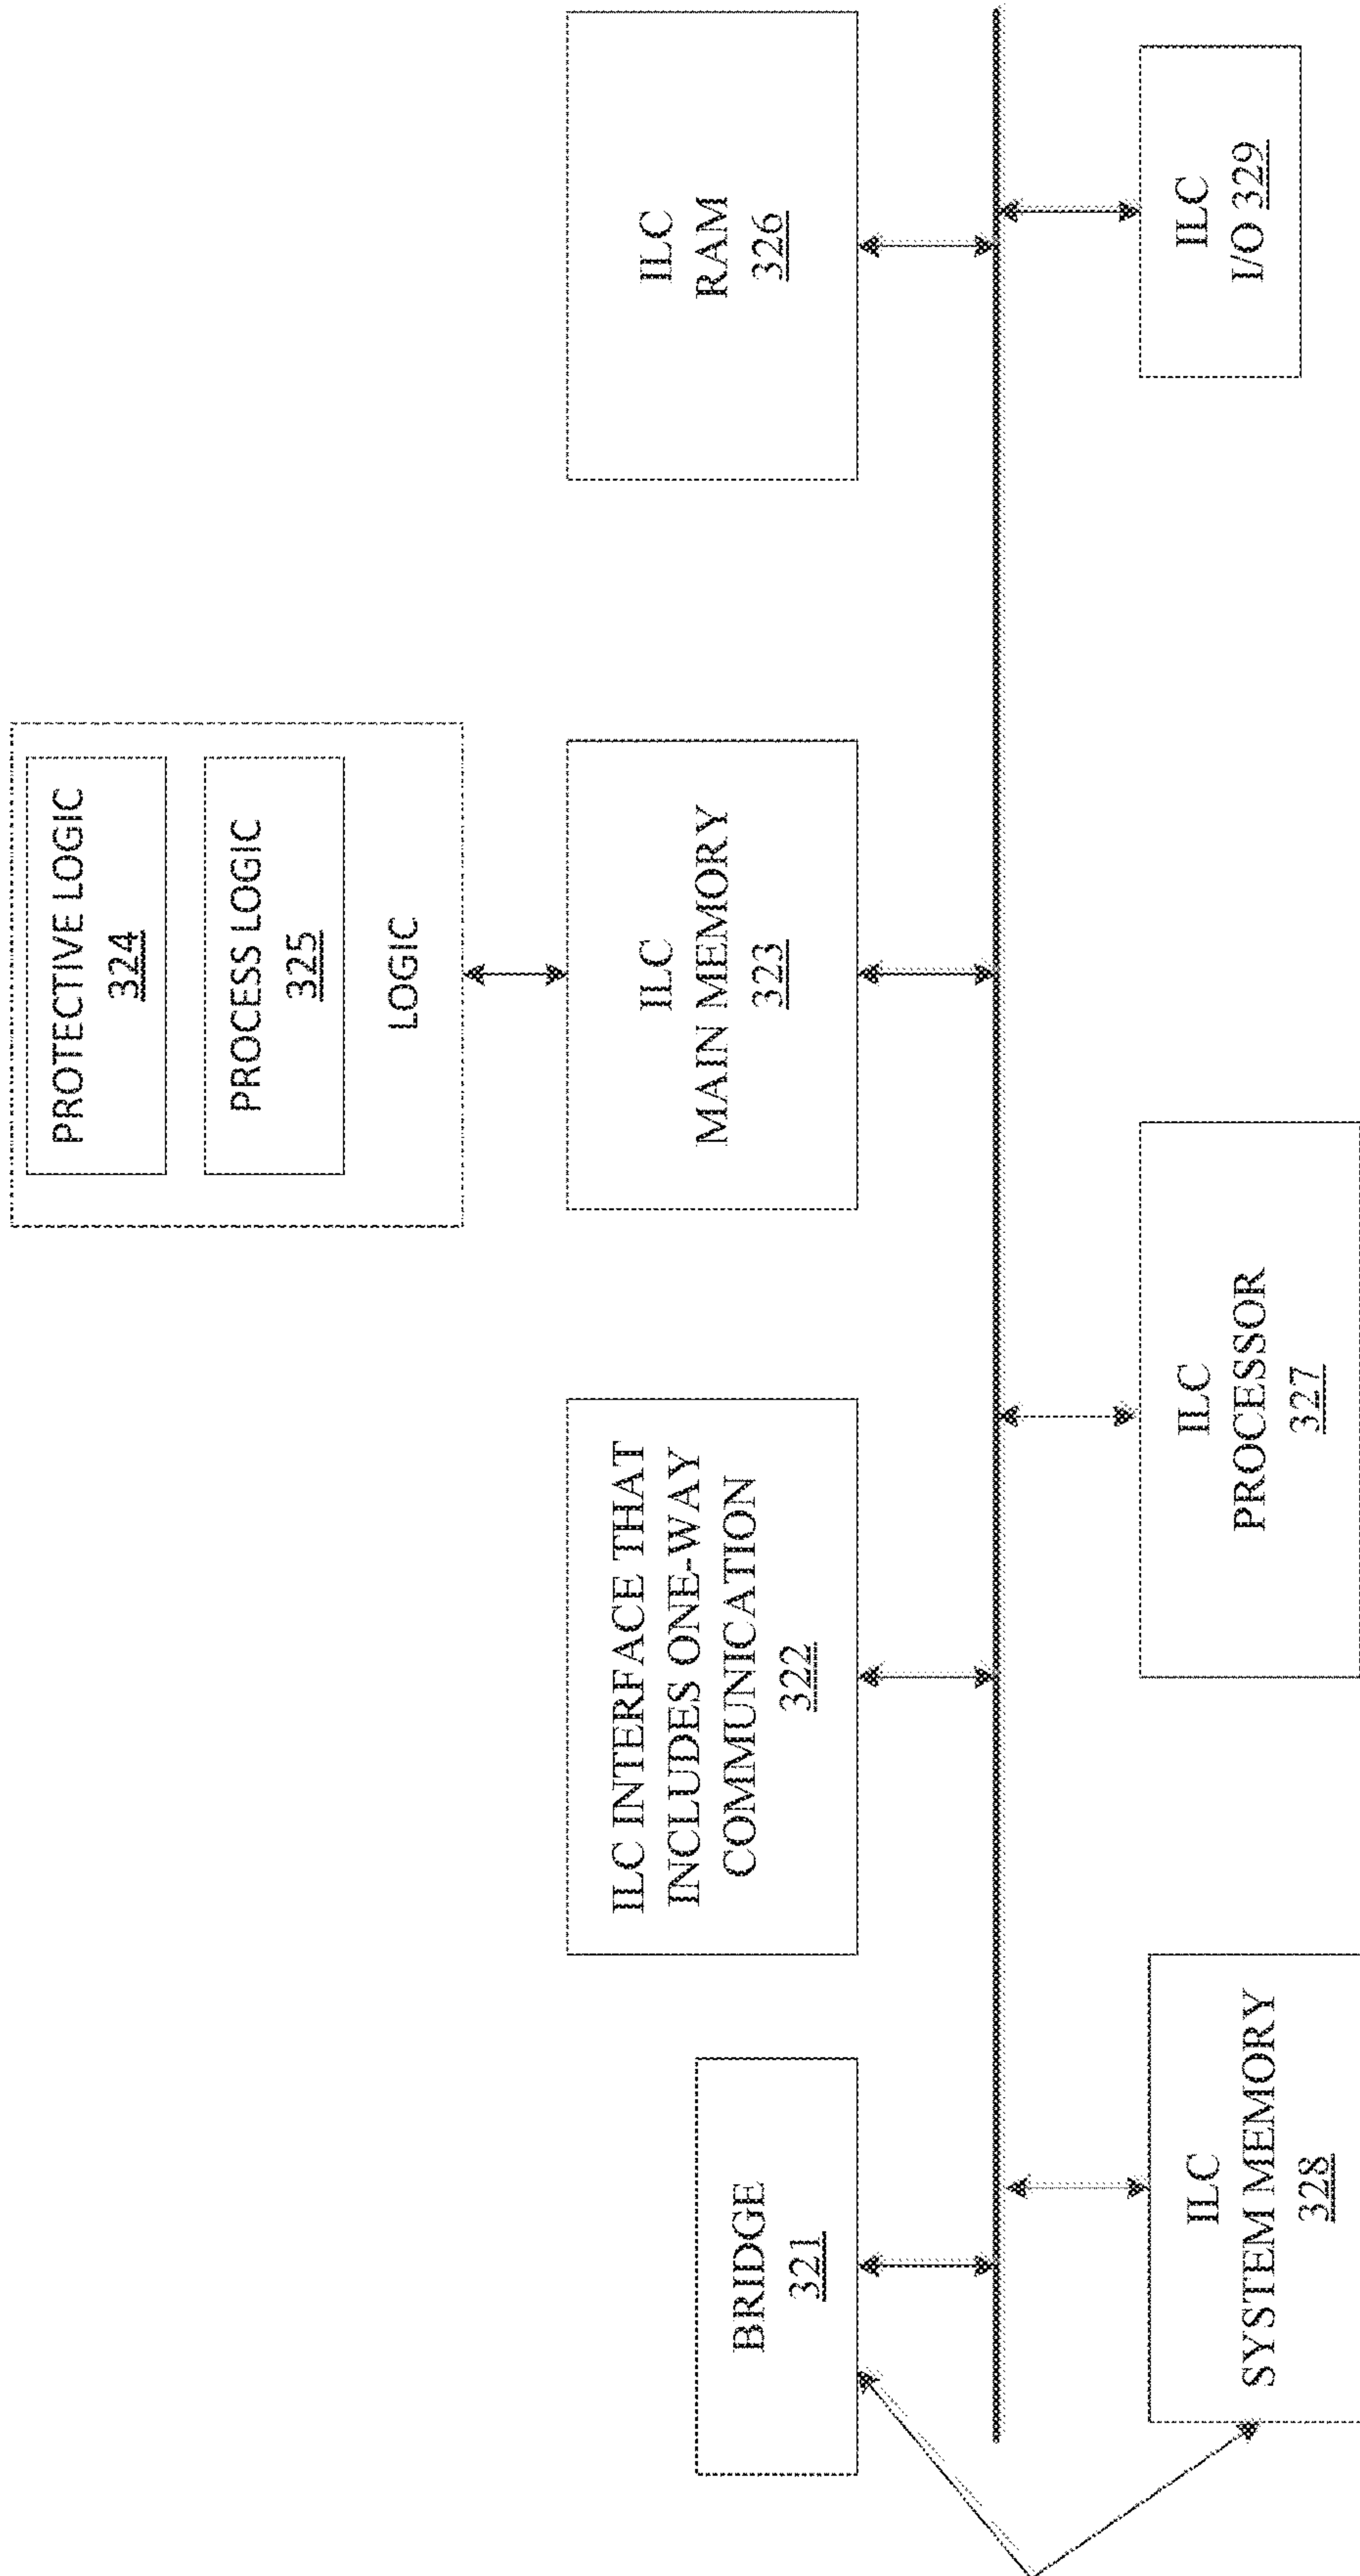 PROTECTIVE LOGIC
324
PROCESS LOGIC
325
LOGIC
BRIDGE
321
ILC INTERFACE THAT
INCLUDES ONE-WAY
COMMUNICATION
322
ILC
MAIN MEMORY
323
ILC
RAM
326
ILC
SYSTEM MEMORY
328
ILC
PROCESSOR
327
ILC
I/O 329